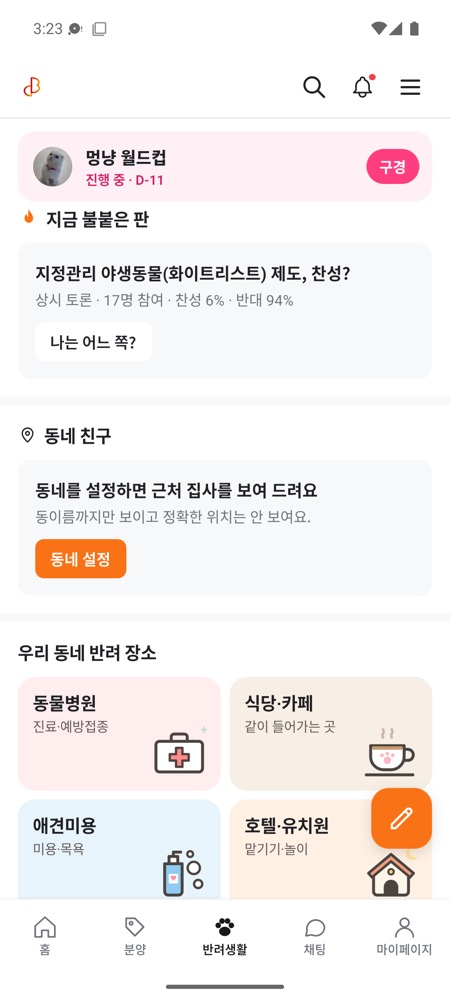 3:23
멍냥 월드컵
진행 중 · D-11
구경
지금 불붙은 판
지정관리 야생동물(화이트리스트) 제도, 찬성?
상시 토론 · 17명 참여 · 찬성 6% · 반대 94%
나는 어느 쪽?
동네 친구
동네를 설정하면 근처 집사를 보여 드려요
동이름까지만 보이고 정확한 위치는 안 보여요.
동네 설정
우리 동네 반려 장소
동물병원
진료·예방접종
식당·카페
같이 들어가는 곳
애견미용
미용·목욕
호텔·유치원
맡기기·놀이
홈
분양
반려생활
채팅
마이페이지